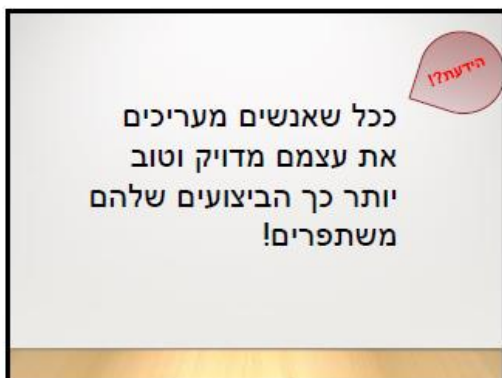 הידעת?!
ככל שאנשים מעריכים
את עצמם מדויק וטוב
יותר כך הביצועים שלהם
משתפרים!